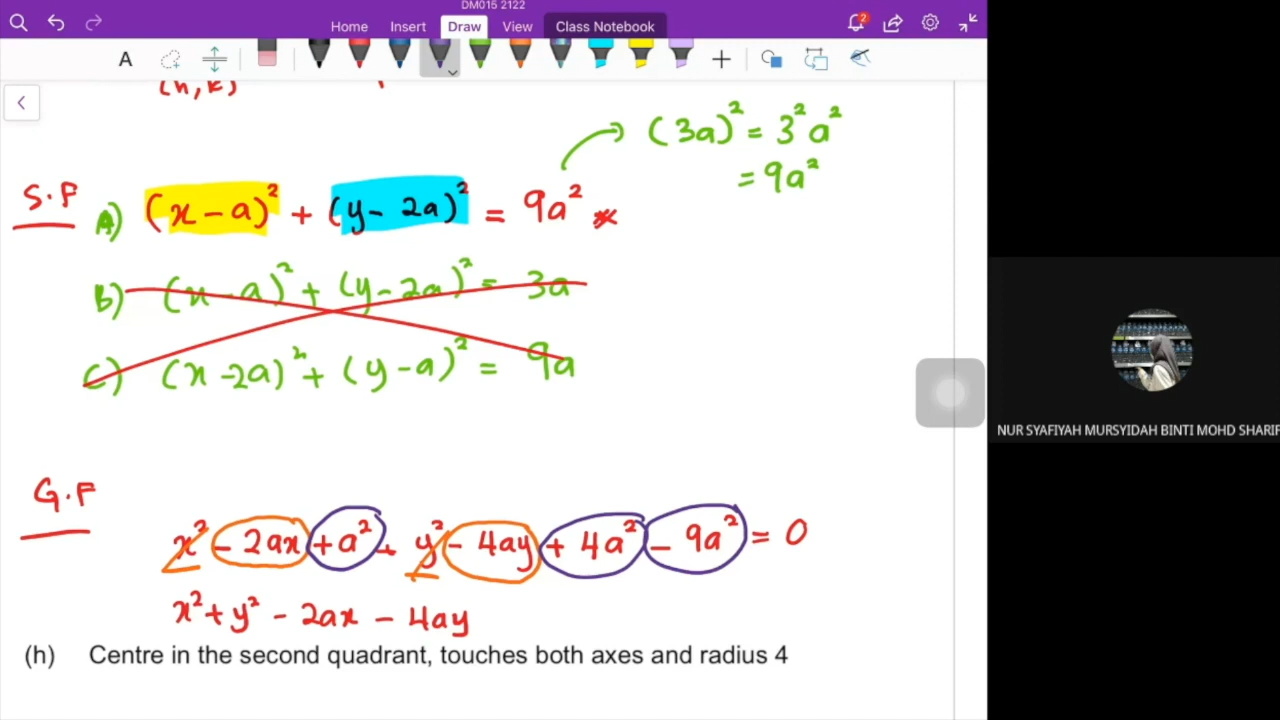 DM015 2122
Home Insert Draw View Class Notebook
2
A
(h, k)
(3a)² = 3²a²
= 9a²
S.F
A) (x - a)² + (y - 2a)² = 9a²
B) (x - a)² + (y - 2a)² = 3a
C) (x - 2a)² + (y - a)² = 9a
NUR SYAFIYAH MURSYIDAH BINTI MOHD SHARIF
G.F
x² - 2ax + a² + y² - 4ay + 4a² - 9a² = 0
x² + y² - 2ax - 4ay
(h) Centre in the second quadrant, touches both axes and radius 4